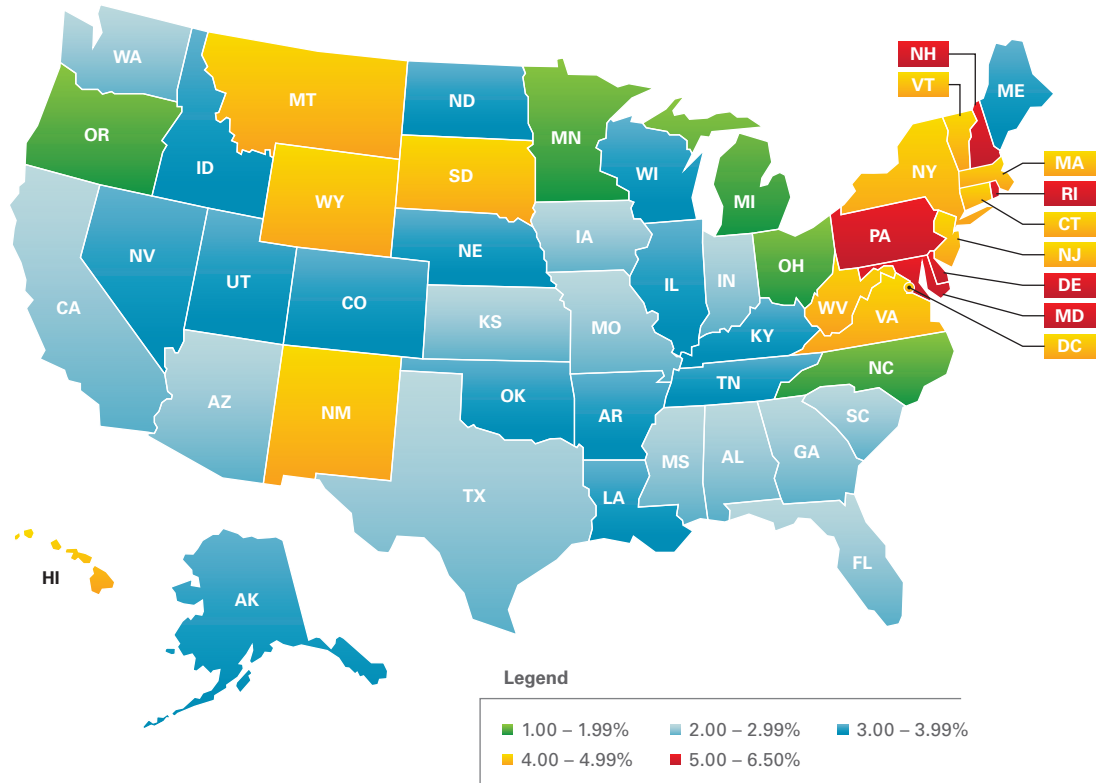 NH
WA
VT
ME
ND
MT
MN
OR
ID
WI
MA
NY
SD
RI
MI
WY
CT
PA
IA
NE
NJ
NV
OH
IL
IN
UT
DE
CO
CA
WV
MD
VA
KS
MO
KY
DC
NC
TN
OK
AZ
NM
AR
SC
GA
MS
AL
TX
LA
FL
HI
AK
Legend
1.00 – 1.99% 2.00 – 2.99% 3.00 – 3.99%
4.00 – 4.99% 5.00 – 6.50%